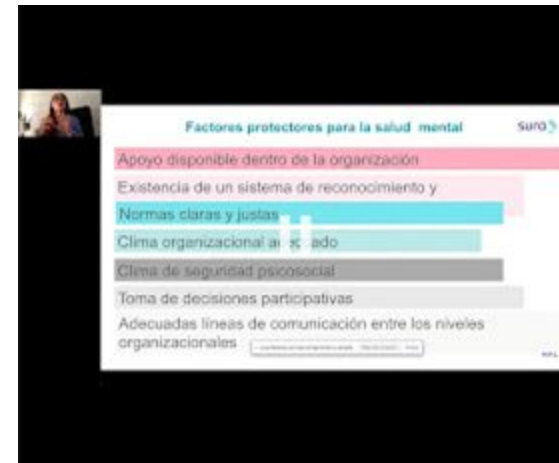 Factores protectores para la salud mental
sura
Apoyo disponible dentro de la organización
Existencia de un sistema de reconocimiento y
Normas claras y justas
Clima organizacional adecuado
Clima de seguridad psicosocial
Toma de decisiones participativas
Adecuadas líneas de comunicación entre los niveles
organizacionales